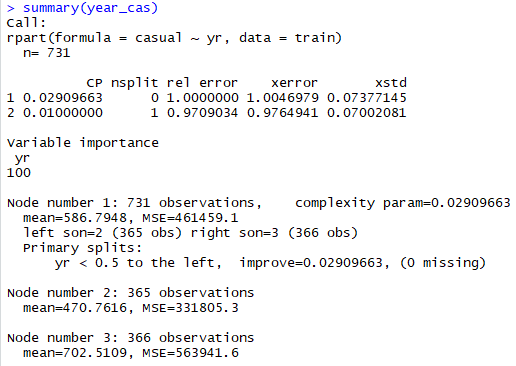 > summary(year_cas)
Call:
rpart(formula = casual ~ yr, data = train)
  n= 731

          CP nsplit rel error    xerror       xstd
1 0.02909663      0 1.0000000 1.0046979 0.07377145
2 0.01000000      1 0.9709034 0.9764941 0.07002081

Variable importance
 yr
100

Node number 1: 731 observations,    complexity param=0.02909663
  mean=586.7948, MSE=461459.1
  left son=2 (365 obs) right son=3 (366 obs)
  Primary splits:
      yr < 0.5 to the left,  improve=0.02909663, (0 missing)

Node number 2: 365 observations
  mean=470.7616, MSE=331805.3

Node number 3: 366 observations
  mean=702.5109, MSE=563941.6